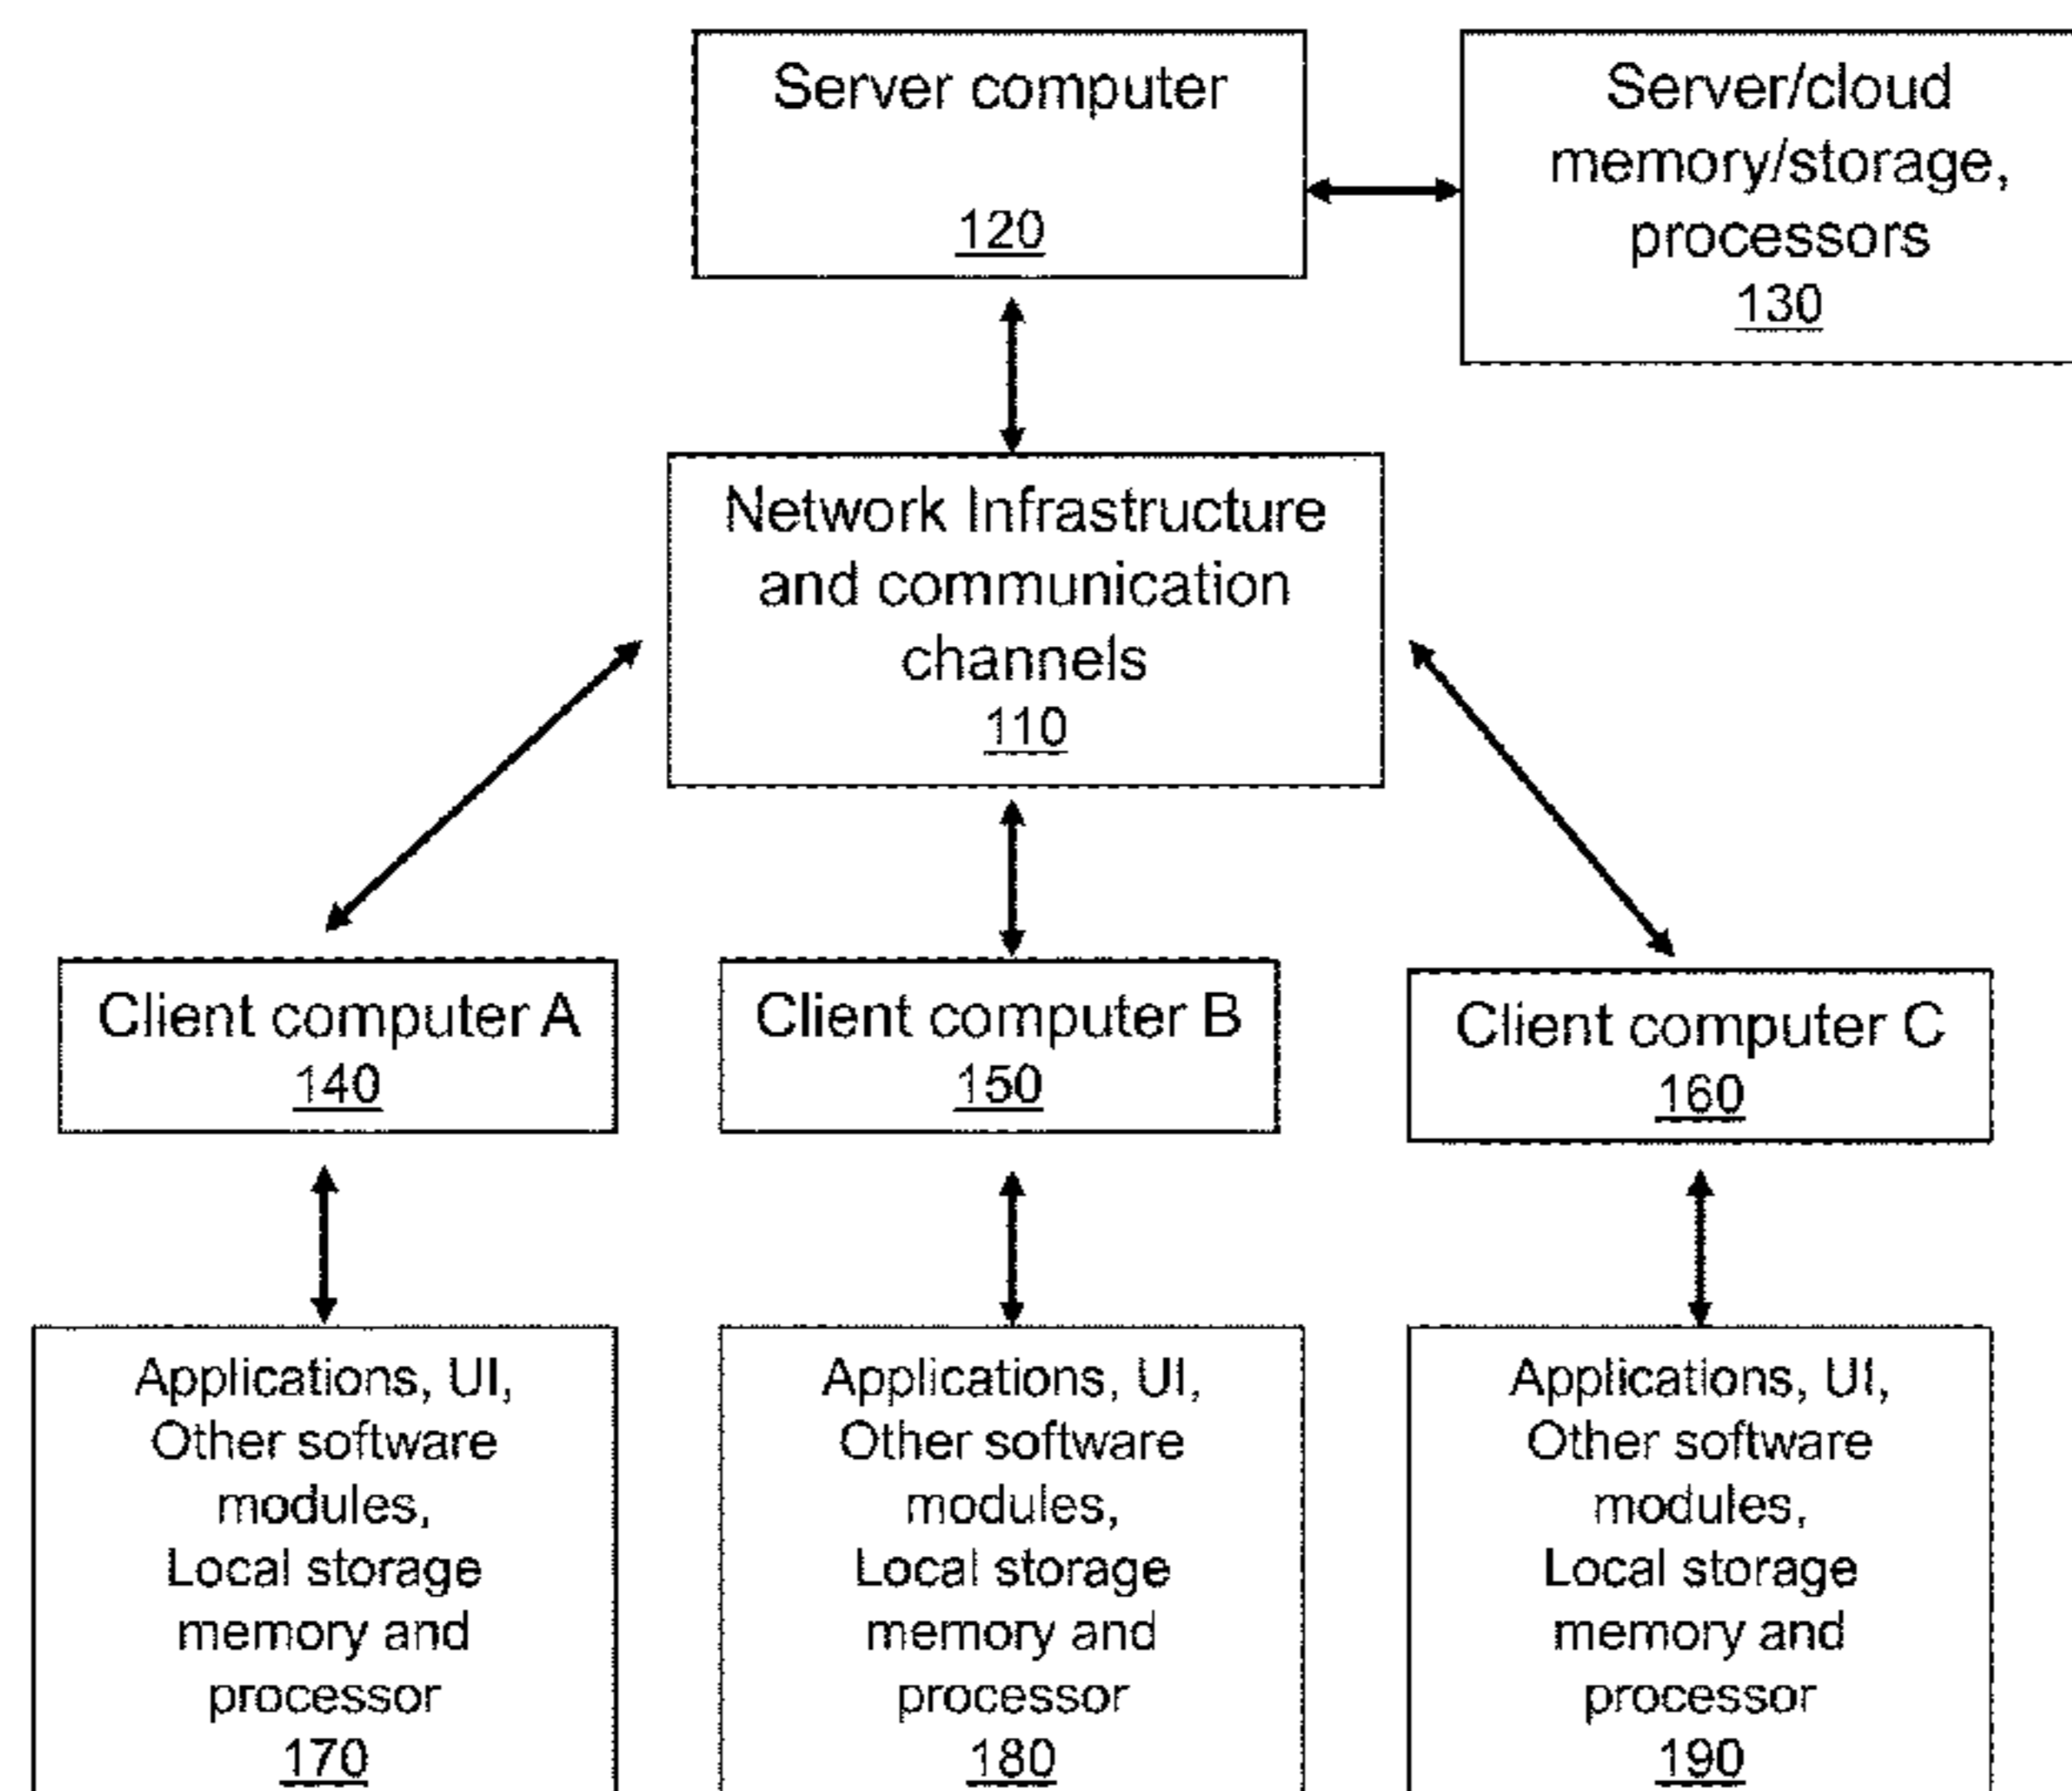 Server computer
120
Server/cloud
memory/storage,
processors
130
Network Infrastructure
and communication
channels
110
Client computer A
140
Client computer B
150
Client computer C
160
Applications, UI,
Other software
modules,
Local storage
memory and
processor
170
Applications, UI,
Other software
modules,
Local storage
memory and
processor
180
Applications, UI,
Other software
modules,
Local storage
memory and
processor
190